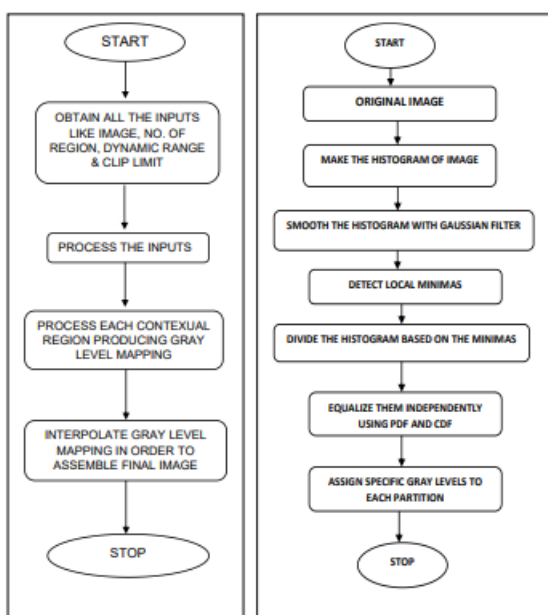 START
OBTAIN ALL THE INPUTS
LIKE IMAGE, NO. OF
REGION, DYNAMIC RANGE
& CLIP LIMIT
PROCESS THE INPUTS
PROCESS EACH CONTEXUAL
REGION PRODUCING GRAY
LEVEL MAPPING
INTERPOLATE GRAY LEVEL
MAPPING IN ORDER TO
ASSEMBLE FINAL IMAGE
STOP
START
ORIGINAL IMAGE
MAKE THE HISTOGRAM OF IMAGE
SMOOTH THE HISTOGRAM WITH GAUSSIAN FILTER
DETECT LOCAL MINIMAS
DIVIDE THE HISTOGRAM BASED ON THE MINIMAS
EQUALIZE THEM INDEPENDENTLY
USING PDF AND CDF
ASSIGN SPECIFIC GRAY LEVELS TO
EACH PARTITION
STOP